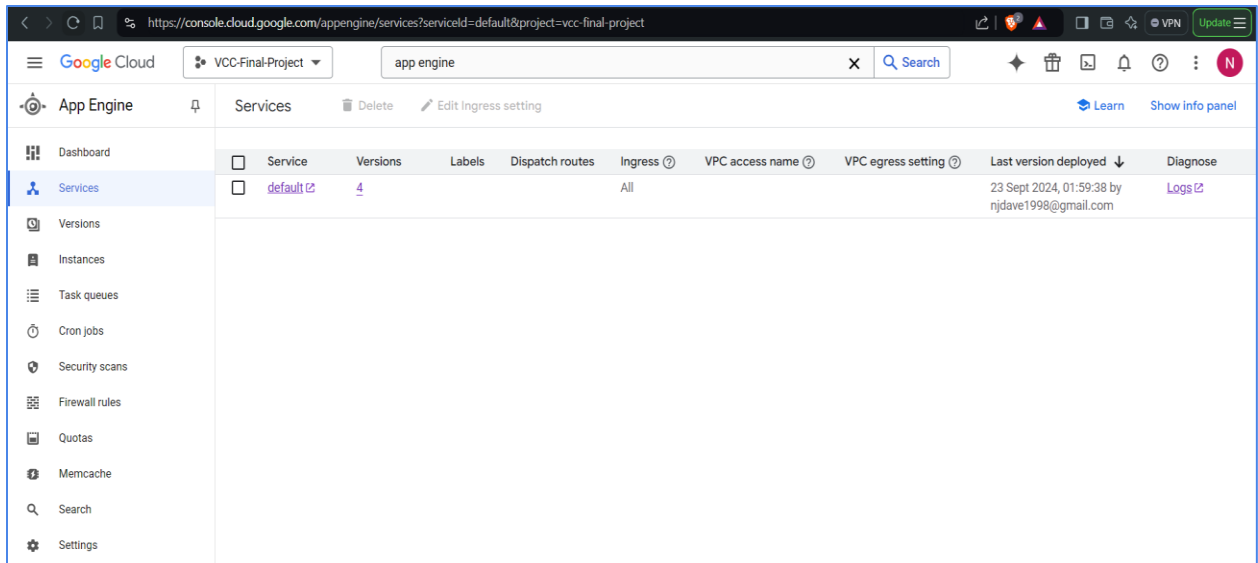 https://console.cloud.google.com/appengine/services?serviceId=default&project=vcc-final-project
VPN
Update
Google Cloud
VCC-Final-Project
app engine
Search
N
App Engine
Services
Delete
Edit Ingress setting
Learn
Show info panel
Dashboard
Services
Versions
Instances
Task queues
Cron jobs
Security scans
Firewall rules
Quotas
Memcache
Search
Settings
Service Versions Labels Dispatch routes Ingress VPC access name VPC egress setting Last version deployed Diagnose
default 4 All 23 Sept 2024, 01:59:38 by Logs
njdave1998@gmail.com